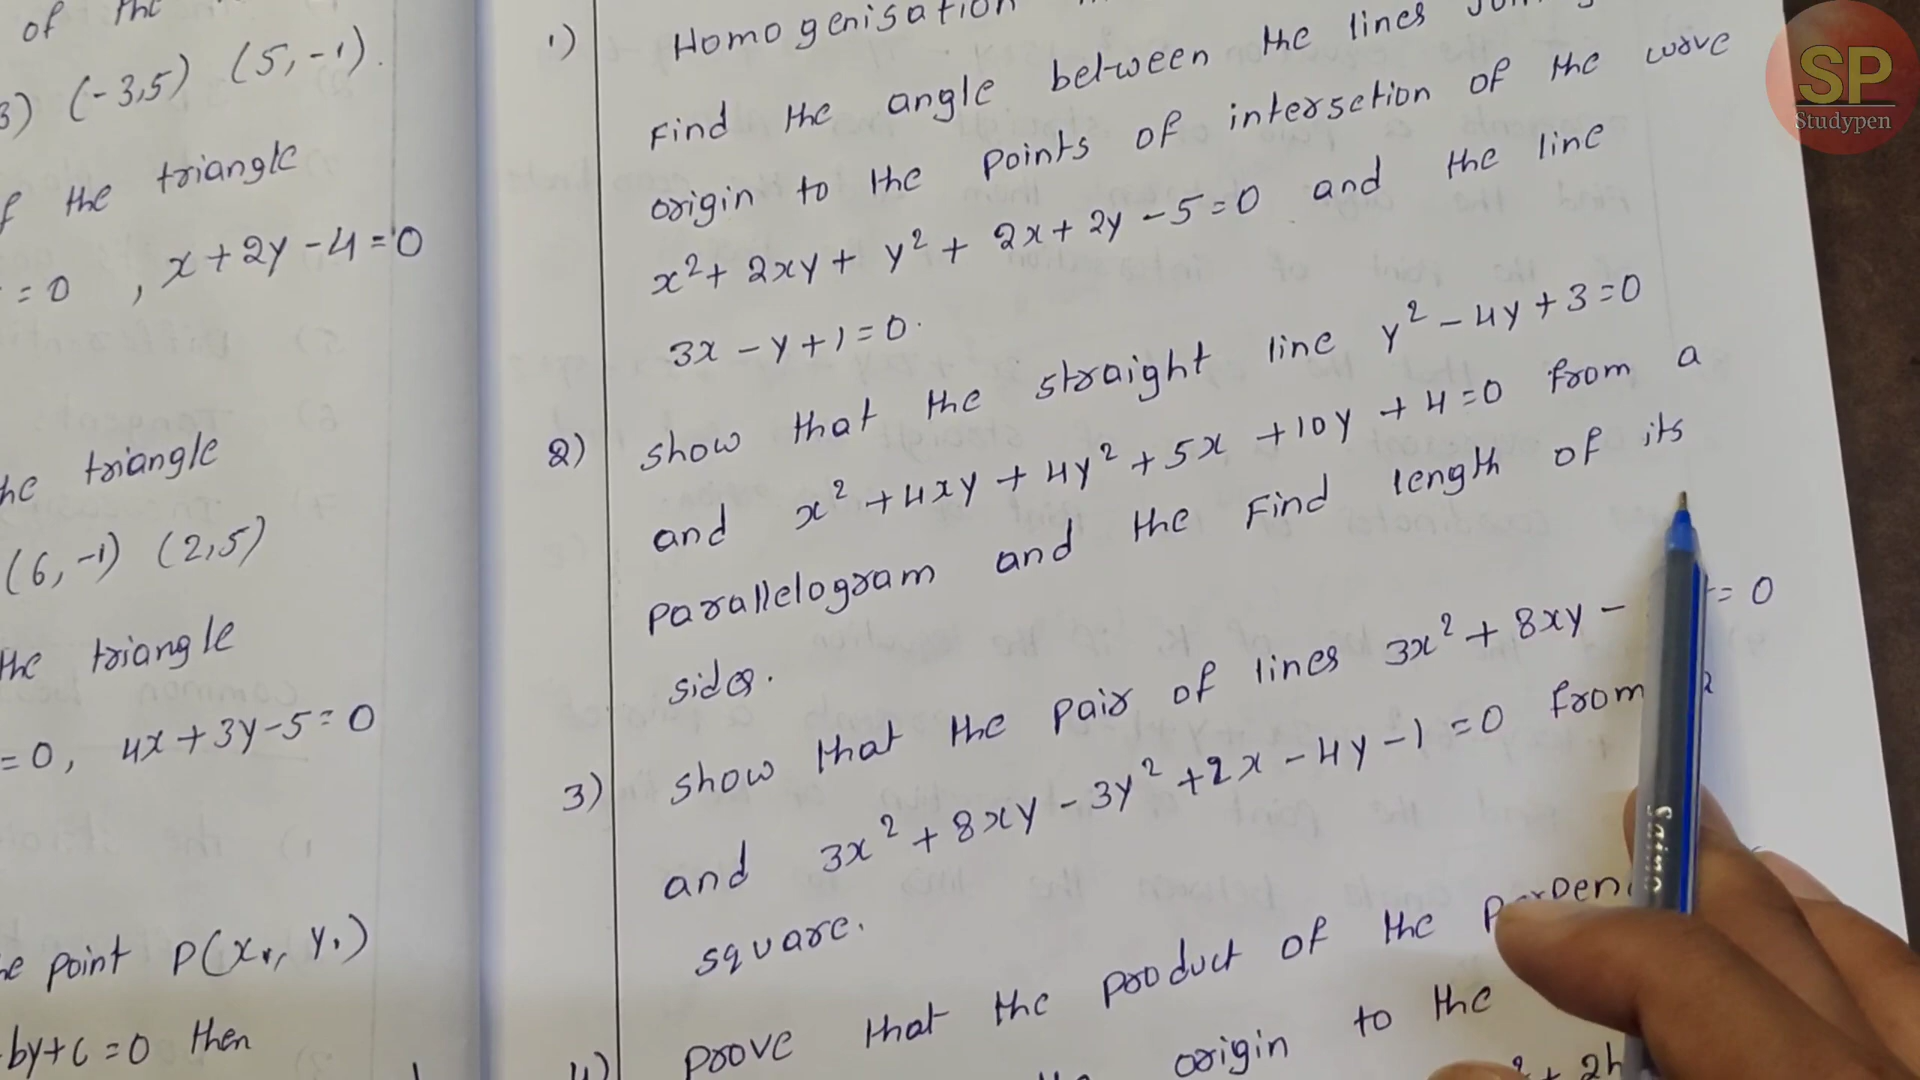 of the
3) (-3,5) (5,-1).
f the triangle
=0 , x+2y-4=0
he triangle
(6,-1) (2,5)
the triangle
=0, 4x+3y-5=0
e point P(x₁, y₁)
by+c=0 then
1) Homogenisation
Find the angle between the lines
origin to the points of intersction of the
x²+2xy+y²+2x+2y-5=0 and the line
3x-y+1=0.
2) show that the straight line y²-4y+3=0
and x²+4xy+4y²+5x+10y+4=0 from a
parallelogram and the Find length of its
sides.
3) show that the pair of lines 3x²+8xy- =0
and 3x²+8xy-3y²+2x-4y-1=0 from
square.
4) prove that the product of the
origin to the
+2h
SP
Studypen